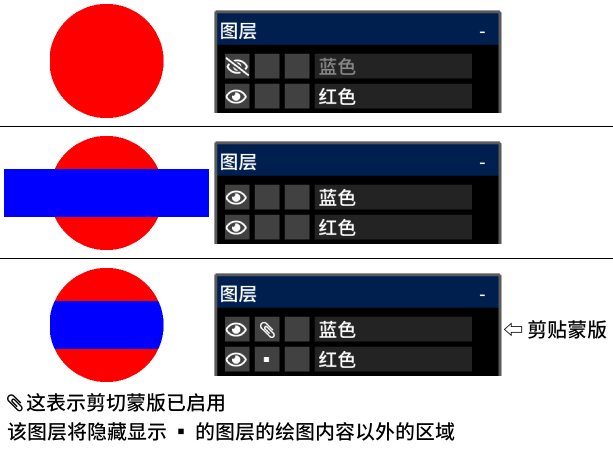 图层 -
蓝色
红色
图层 -
蓝色
红色
图层 -
蓝色
红色
⇦ 剪贴蒙版
📎这表示剪切蒙版已启用
该图层将隐藏显示 ▪ 的图层的绘图内容以外的区域